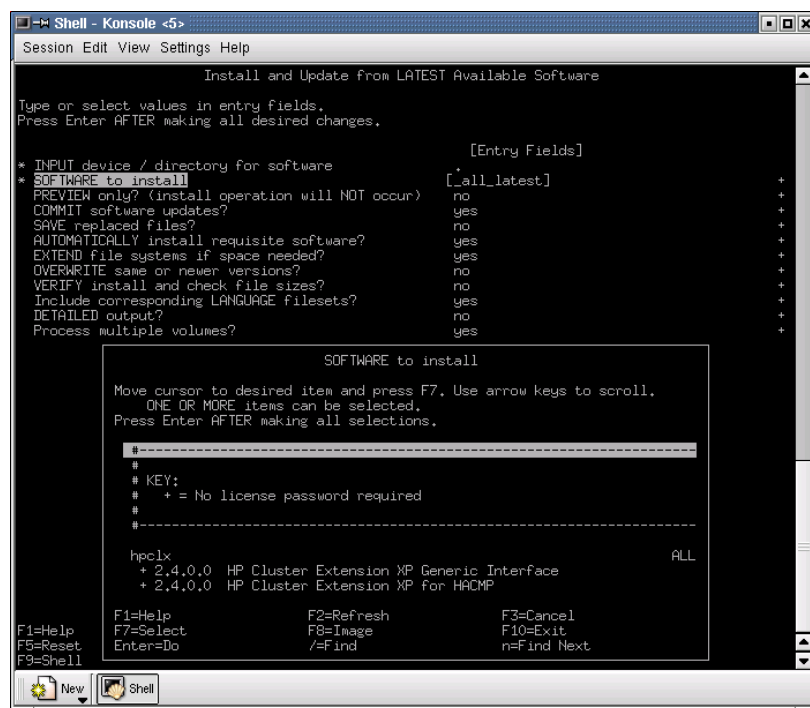 Shell - Konsole <5>
Session Edit View Settings Help
Install and Update from LATEST Available Software
Type or select values in entry fields.
Press Enter AFTER making all desired changes.
[Entry Fields]
* INPUT device / directory for software .
* SOFTWARE to install [_all_latest] +
PREVIEW only? (install operation will NOT occur) no +
COMMIT software updates? yes +
SAVE replaced files? no +
AUTOMATICALLY install requisite software? yes +
EXTEND file systems if space needed? yes +
OVERWRITE same or newer versions? no +
VERIFY install and check file sizes? no +
Include corresponding LANGUAGE filesets? yes +
DETAILED output? no +
Process multiple volumes? yes +
SOFTWARE to install
Move cursor to desired item and press F7. Use arrow keys to scroll.
ONE OR MORE items can be selected.
Press Enter AFTER making all selections.
#-----------------------------------------------------------------------
#
# KEY:
# + = No license password required
#
#-----------------------------------------------------------------------
hpclx ALL
+ 2.4.0.0 HP Cluster Extension XP Generic Interface
+ 2.4.0.0 HP Cluster Extension XP for HACMP
F1=Help F2=Refresh F3=Cancel
F1=Help F7=Select F8=Image F10=Exit
F5=Reset Enter=Do /=Find n=Find Next
F9=Shell
New Shell